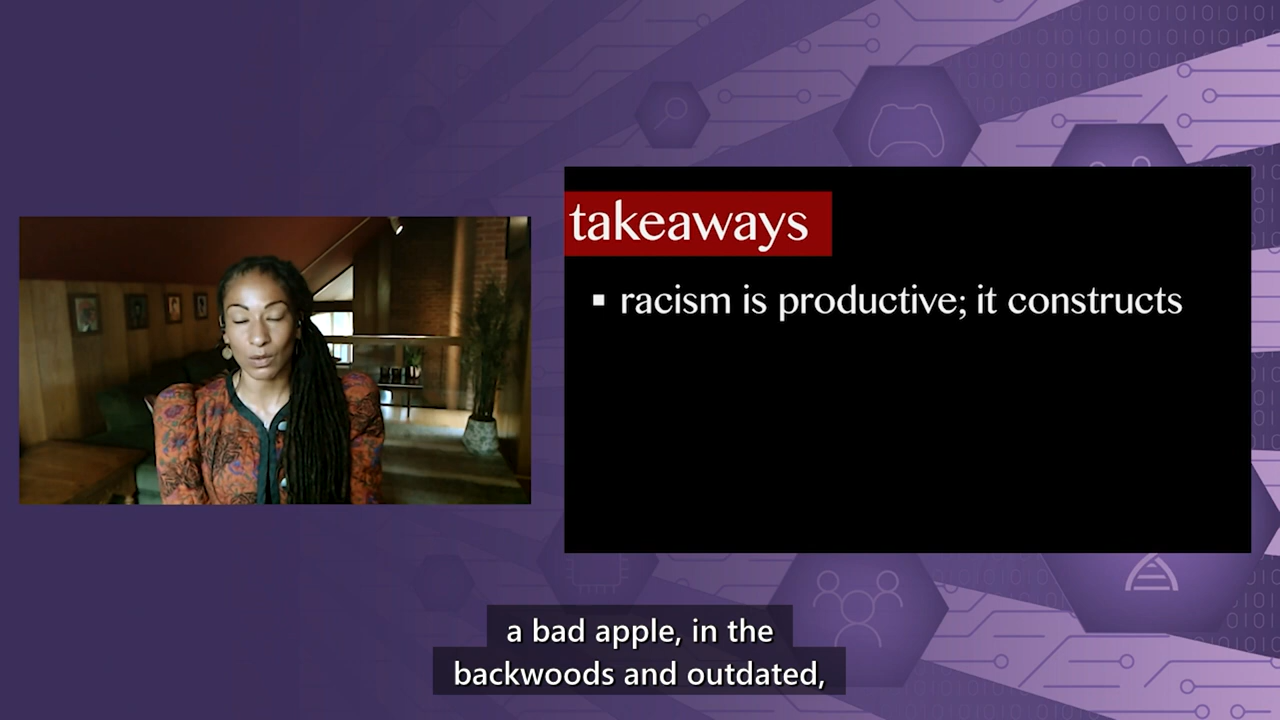 takeaways
▪ racism is productive; it constructs
a bad apple, in the
backwoods and outdated,